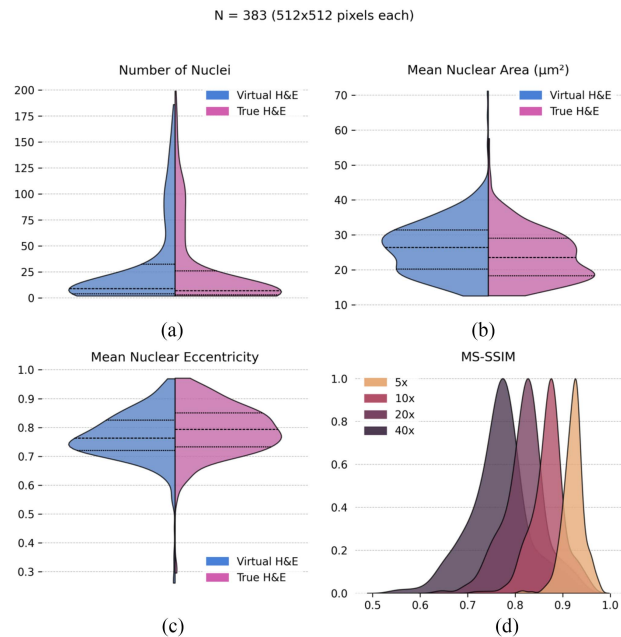 N = 383 (512x512 pixels each)
Number of Nuclei
200
175
150
125
100
75
50
25
0
Virtual H&E
True H&E
(a)
Mean Nuclear Area (µm²)
70
60
50
40
30
20
10
Virtual H&E
True H&E
(b)
Mean Nuclear Eccentricity
1.0
0.9
0.8
0.7
0.6
0.5
0.4
0.3
Virtual H&E
True H&E
(c)
MS-SSIM
1.0
0.8
0.6
0.4
0.2
0.0
5x
10x
20x
40x
0.5 0.6 0.7 0.8 0.9 1.0
(d)